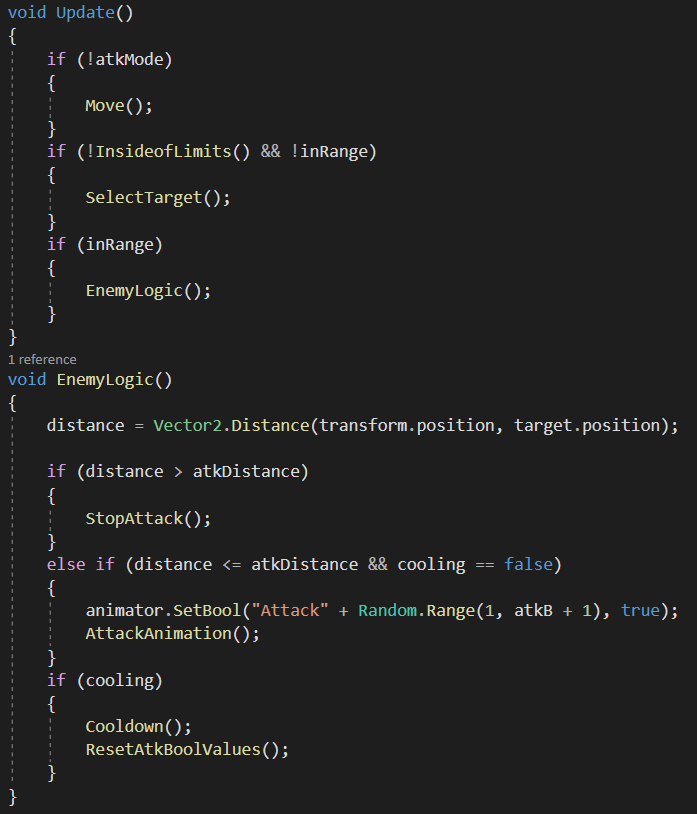 void Update()
{
if (!atkMode)
{
Move();
}
if (!InsideofLimits() && !inRange)
{
SelectTarget();
}
if (inRange)
{
EnemyLogic();
}
}
1 reference
void EnemyLogic()
{
distance = Vector2.Distance(transform.position, target.position);
if (distance > atkDistance)
{
StopAttack();
}
else if (distance <= atkDistance && cooling == false)
{
animator.SetBool("Attack" + Random.Range(1, atkB + 1), true);
AttackAnimation();
}
if (cooling)
{
Cooldown();
ResetAtkBoolValues();
}
}